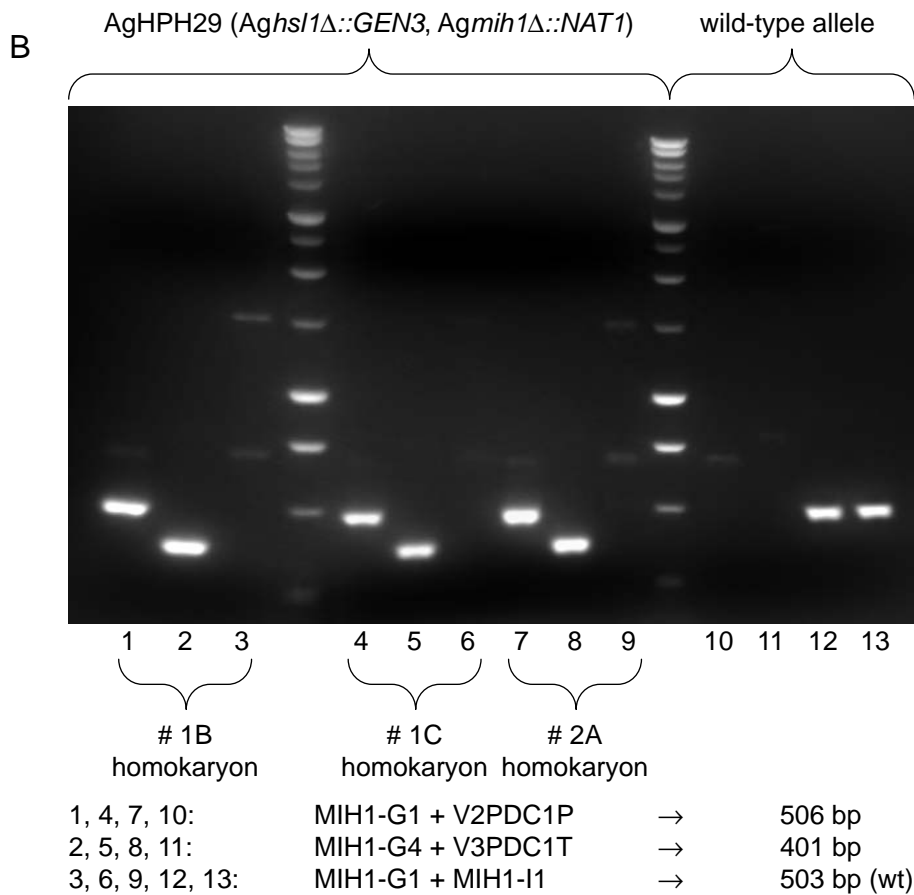 B
AgHPH29 (Aghsl1Δ::GEN3, Agmih1Δ::NAT1) wild-type allele
1 2 3 4 5 6 7 8 9 10 11 12 13
# 1B # 1C # 2A
homokaryon homokaryon homokaryon
1, 4, 7, 10: MIH1-G1 + V2PDC1P → 506 bp
2, 5, 8, 11: MIH1-G4 + V3PDC1T → 401 bp
3, 6, 9, 12, 13: MIH1-G1 + MIH1-I1 → 503 bp (wt)